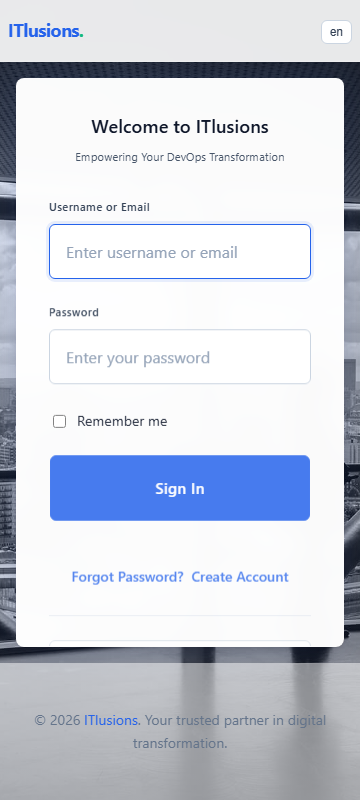 ITlusions.
en
Welcome to ITlusions
Empowering Your DevOps Transformation
Username or Email
Enter username or email
Password
Enter your password
Remember me
Sign In
Forgot Password? Create Account
© 2026 ITlusions. Your trusted partner in digital
transformation.